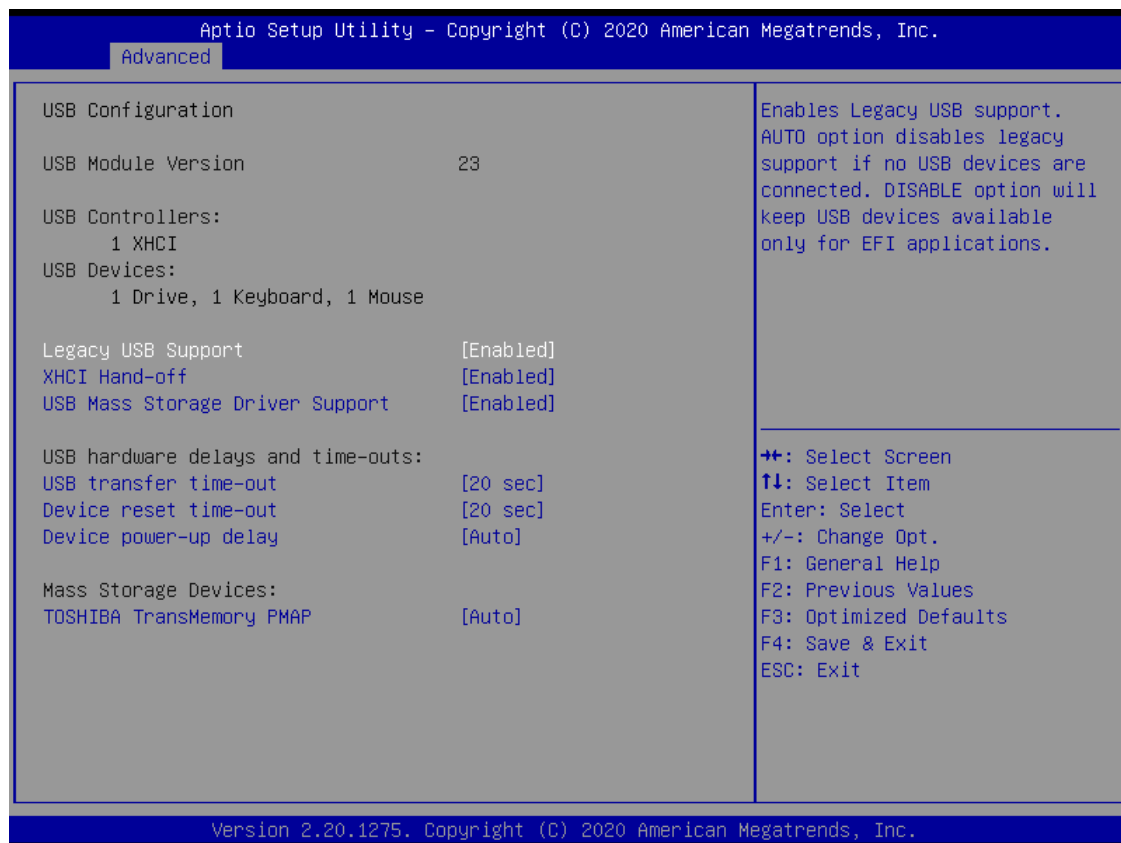 Aptio Setup Utility – Copyright (C) 2020 American Megatrends, Inc.
Advanced
USB Configuration
USB Module Version 23
USB Controllers:
1 XHCI
USB Devices:
1 Drive, 1 Keyboard, 1 Mouse
Legacy USB Support [Enabled]
XHCI Hand-off [Enabled]
USB Mass Storage Driver Support [Enabled]
USB hardware delays and time-outs:
USB transfer time-out [20 sec]
Device reset time-out [20 sec]
Device power-up delay [Auto]
Mass Storage Devices:
TOSHIBA TransMemory PMAP [Auto]
Enables Legacy USB support.
AUTO option disables legacy
support if no USB devices are
connected. DISABLE option will
keep USB devices available
only for EFI applications.
→←: Select Screen
↑↓: Select Item
Enter: Select
+/-: Change Opt.
F1: General Help
F2: Previous Values
F3: Optimized Defaults
F4: Save & Exit
ESC: Exit
Version 2.20.1275. Copyright (C) 2020 American Megatrends, Inc.